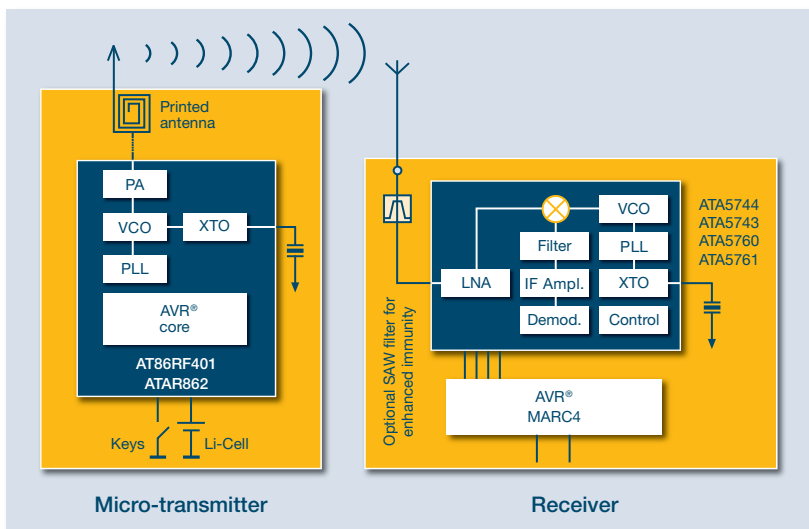 Printed
antenna
PA
VCO
XTO
PLL
AVR®
core
AT86RF401
ATAR862
Keys
Li-Cell
Micro-transmitter
Optional SAW filter for
enhanced immunity
LNA
VCO
Filter
PLL
IF Ampl.
XTO
Demod.
Control
ATA5744
ATA5743
ATA5760
ATA5761
AVR®
MARC4
Receiver